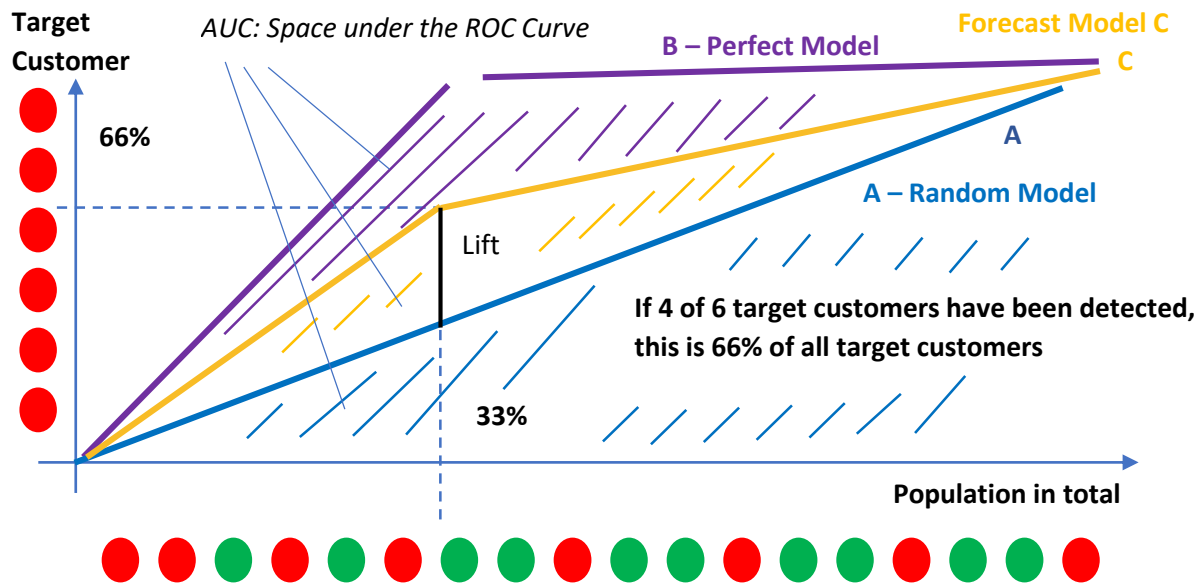 Target
Customer
AUC: Space under the ROC Curve
B – Perfect Model
Forecast Model C
C
66%
A
A – Random Model
Lift
If 4 of 6 target customers have been detected,
this is 66% of all target customers
33%
Population in total